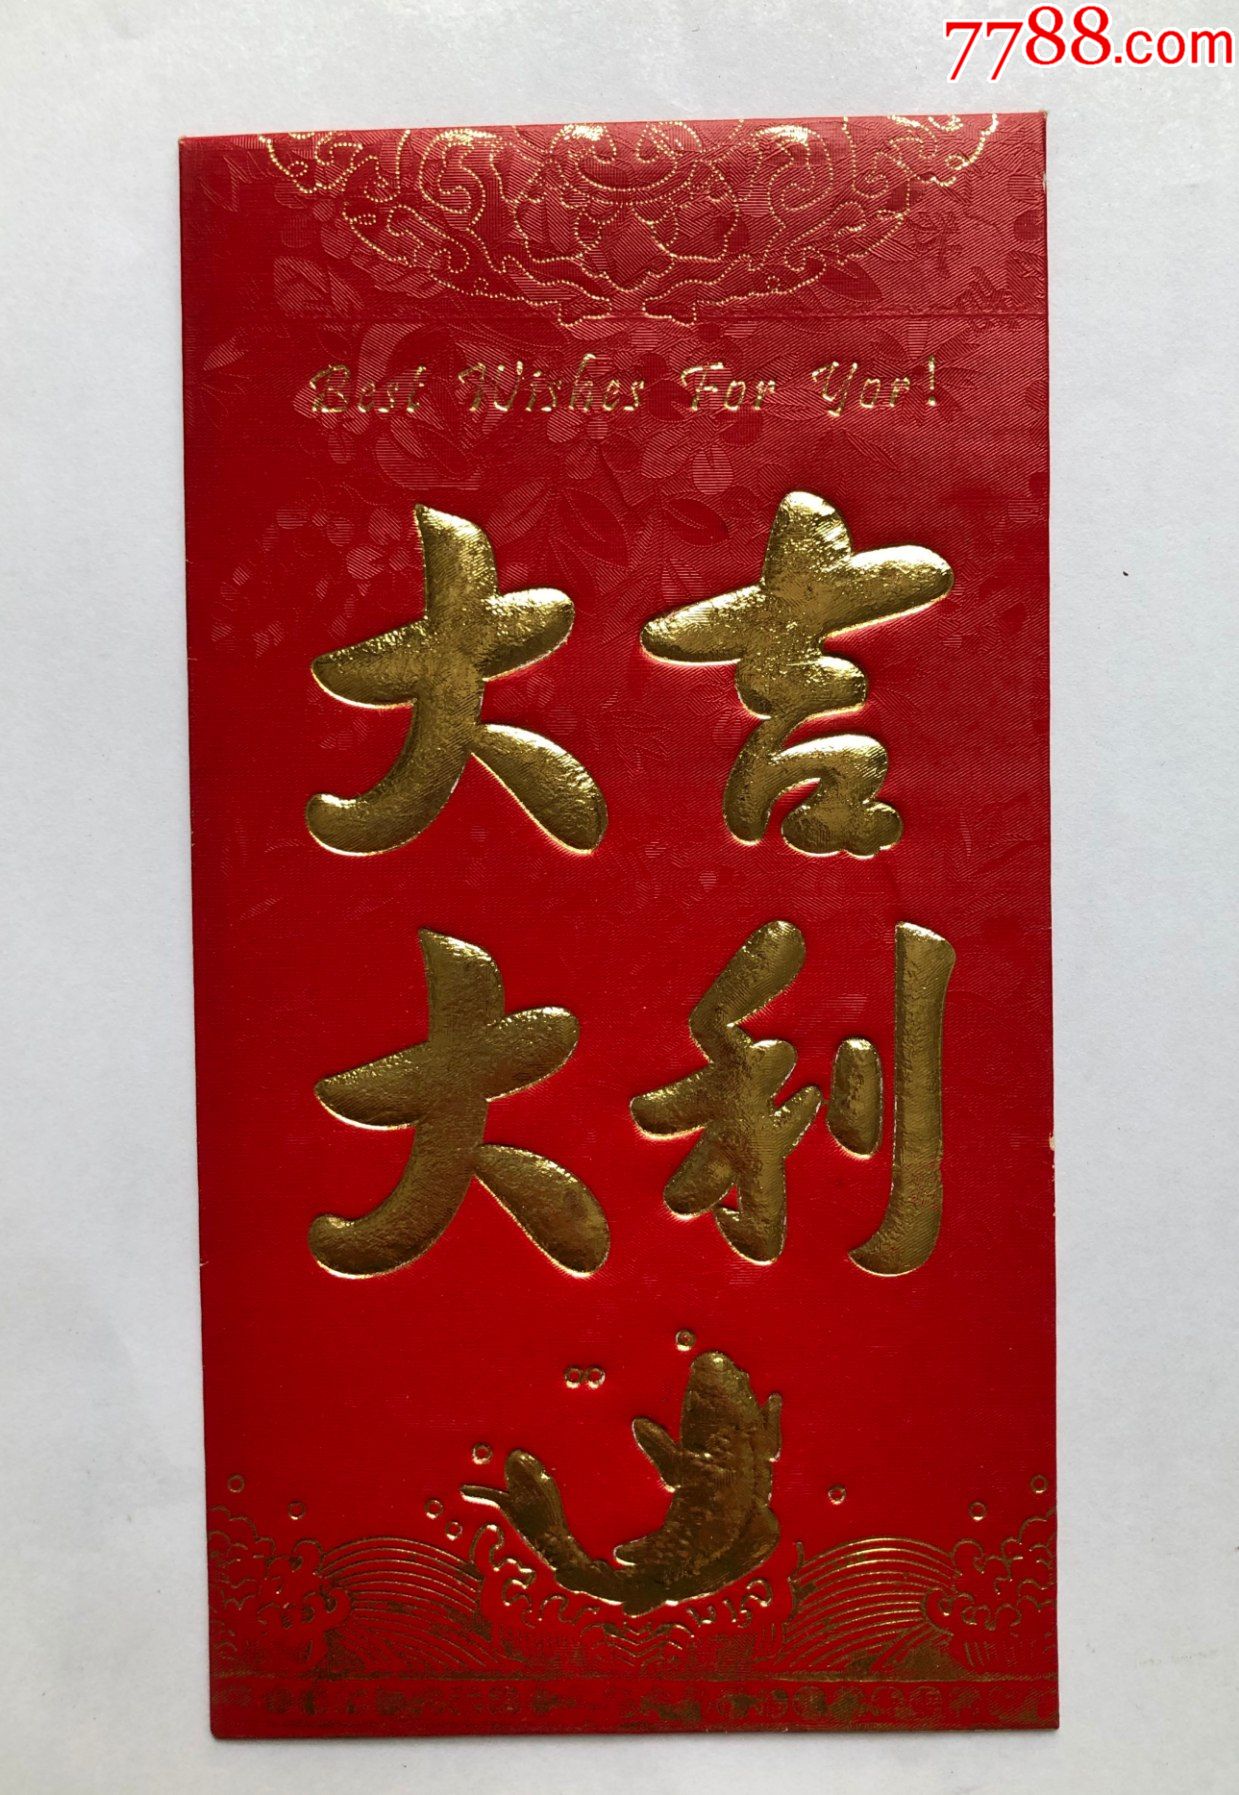 7788.com
Best Wishes For Yor!
大吉
大利